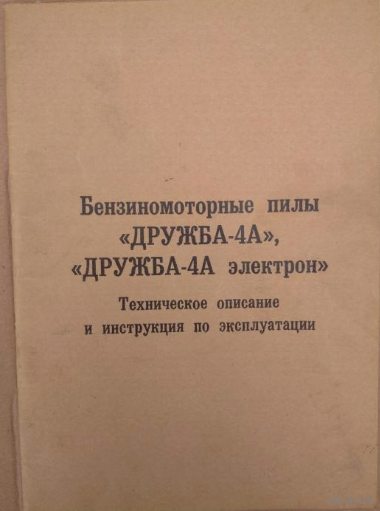 Бензиномоторные пилы
«ДРУЖБА-4А»,
«ДРУЖБА-4А электрон»
Техническое описание
и инструкция по эксплуатации